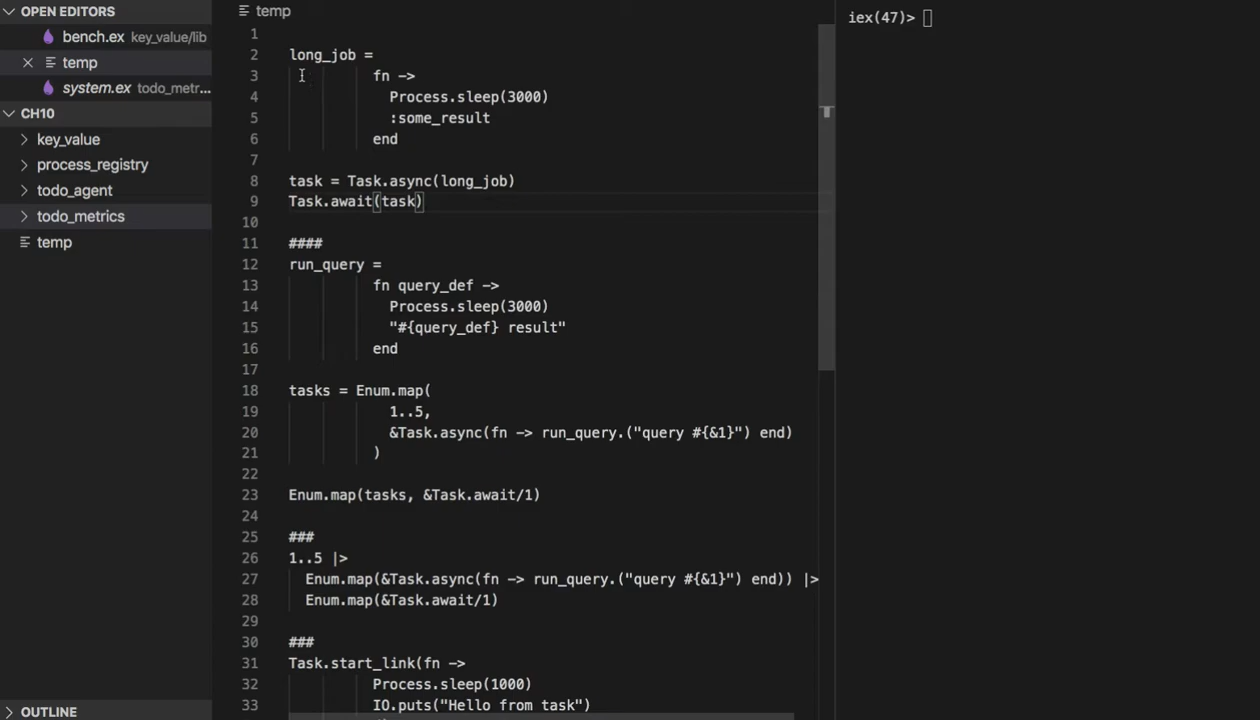 OPEN EDITORS
bench.ex key_value/lib
temp
system.ex todo_metr...
CH10
key_value
process_registry
todo_agent
todo_metrics
temp
OUTLINE
temp
1
2 long_job =
3 fn ->
4 Process.sleep(3000)
5 :some_result
6 end
7
8 task = Task.async(long_job)
9 Task.await(task)
10
11 ####
12 run_query =
13 fn query_def ->
14 Process.sleep(3000)
15 "#{query_def} result"
16 end
17
18 tasks = Enum.map(
19 1..5,
20 &Task.async(fn -> run_query.("query #{&1}") end)
21 )
22
23 Enum.map(tasks, &Task.await/1)
24
25 ###
26 1..5 |>
27 Enum.map(&Task.async(fn -> run_query.("query #{&1}") end)) |>
28 Enum.map(&Task.await/1)
29
30 ###
31 Task.start_link(fn ->
32 Process.sleep(1000)
33 IO.puts("Hello from task")
iex(47)>